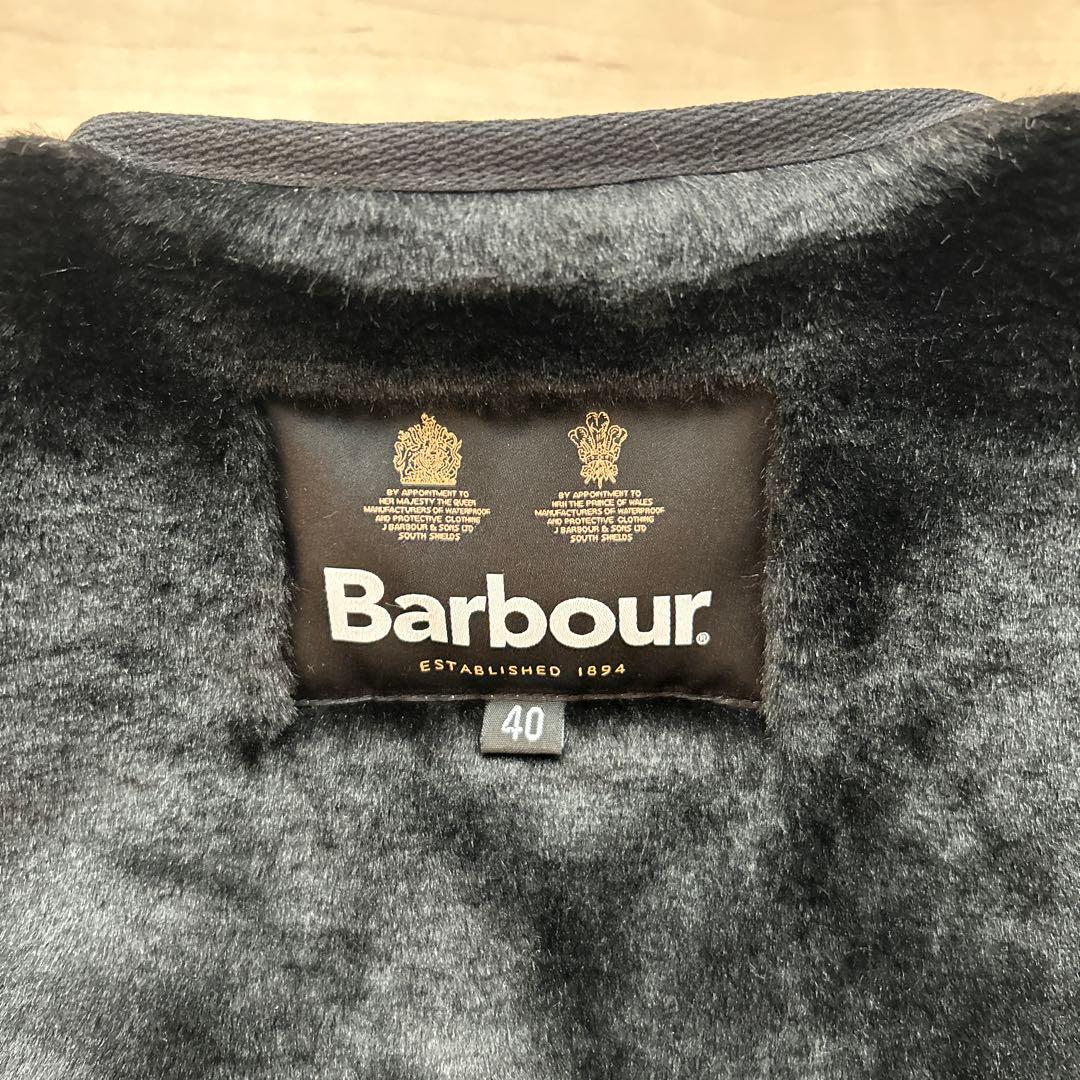 BY APPOINTMENT TO
HER MAJESTY THE QUEEN
MANUFACTURERS OF WATERPROOF
AND PROTECTIVE CLOTHING
J BARBOUR & SONS LTD
SOUTH SHIELDS
BY APPOINTMENT TO
HRH THE PRINCE OF WALES
MANUFACTURERS OF WATERPROOF
AND PROTECTIVE CLOTHING
J BARBOUR & SONS LTD
SOUTH SHIELDS
Barbour®
ESTABLISHED 1894
40